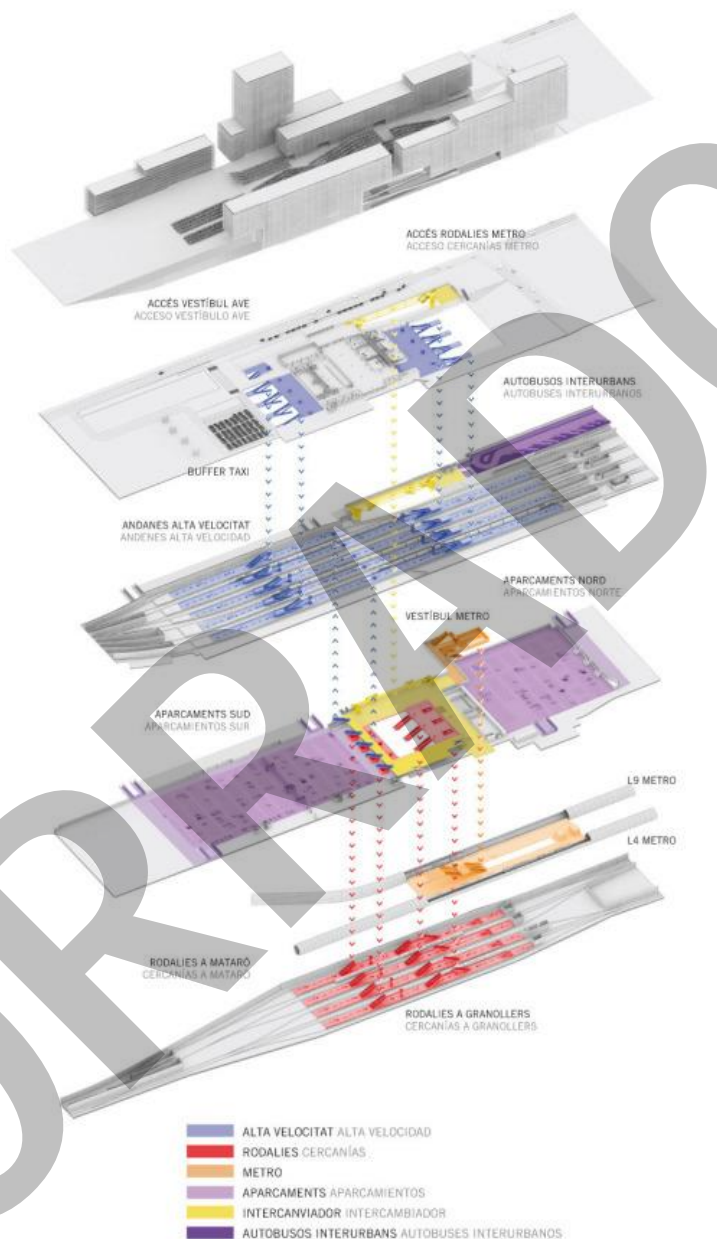 ACCÉS RODALIES METRO
ACCESO CERCANÍAS METRO
ACCÉS VESTÍBUL AVE
ACCESO VESTÍBULO AVE
AUTOBUSOS INTERURBANS
AUTOBUSES INTERURBANOS
BUFFER TAXI
ANDANES ALTA VELOCITAT
ANDENES ALTA VELOCIDAD
APARCAMENTS NORD
APARCAMIENTOS NORTE
VESTÍBUL METRO
APARCAMENTS SUD
APARCAMIENTOS SUR
L9 METRO
L4 METRO
RODALIES A MATARÓ
CERCANÍAS A MATARÓ
RODALIES A GRANOLLERS
CERCANÍAS A GRANOLLERS
ALTA VELOCITAT ALTA VELOCIDAD
RODALIES CERCANÍAS
METRO
APARCAMENTS APARCAMIENTOS
INTERCANVIADOR INTERCAMBIADOR
AUTOBUSOS INTERURBANS AUTOBUSES INTERURBANOS
BORRADOR